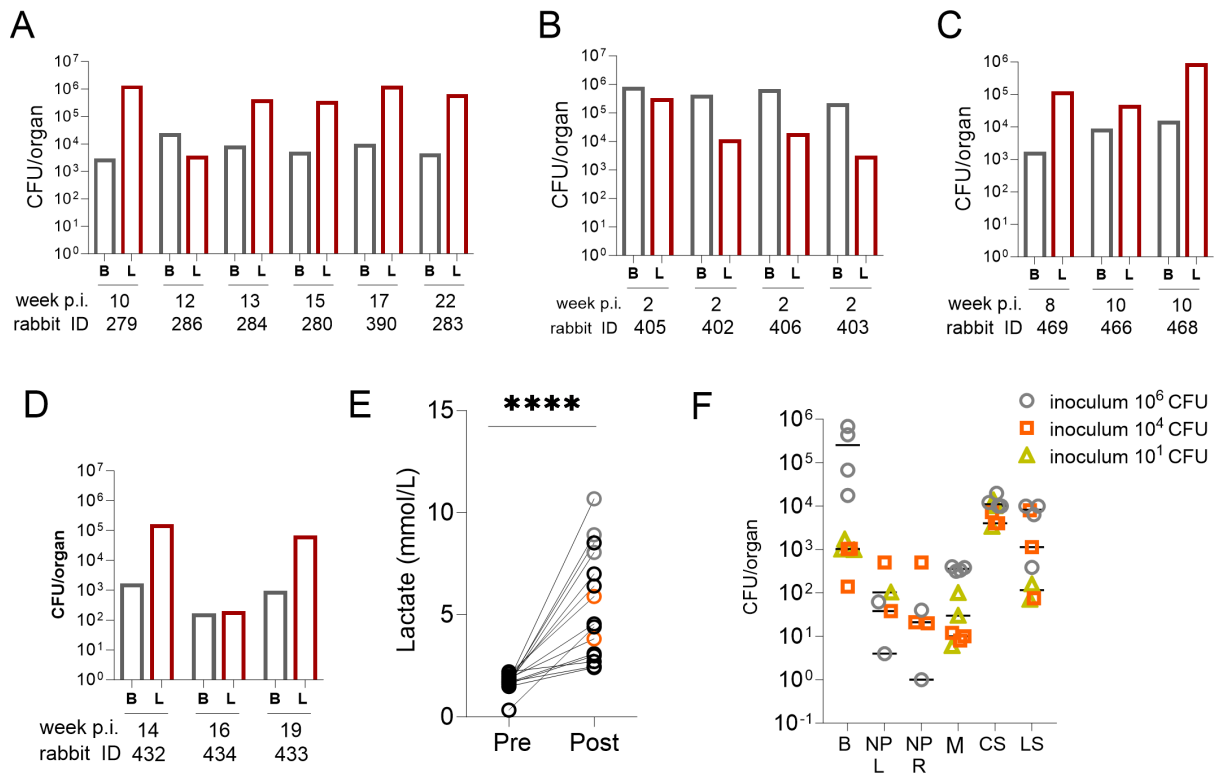 A
CFU/organ
10⁷
10⁶
10⁵
10⁴
10³
10²
10¹
10⁰
B L B L B L B L B L B L
week p.i. 10 12 13 15 17 22
rabbit ID 279 286 284 280 390 283
B
CFU/organ
10⁷
10⁶
10⁵
10⁴
10³
10²
10¹
10⁰
B L B L B L B L
week p.i. 2 2 2 2
rabbit ID 405 402 406 403
C
CFU/organ
10⁶
10⁵
10⁴
10³
10²
10¹
10⁰
B L B L B L
week p.i. 8 10 10
rabbit ID 469 466 468
D
CFU/organ
10⁷
10⁶
10⁵
10⁴
10³
10²
10¹
10⁰
B L B L B L
week p.i. 14 16 19
rabbit ID 432 434 433
E
Lactate (mmol/L)
15
10
5
0
****
Pre Post
F
CFU/organ
10⁶
10⁵
10⁴
10³
10²
10¹
10⁰
10⁻¹
B NP NP M CS LS
L R
inoculum 10⁶ CFU
inoculum 10⁴ CFU
inoculum 10¹ CFU